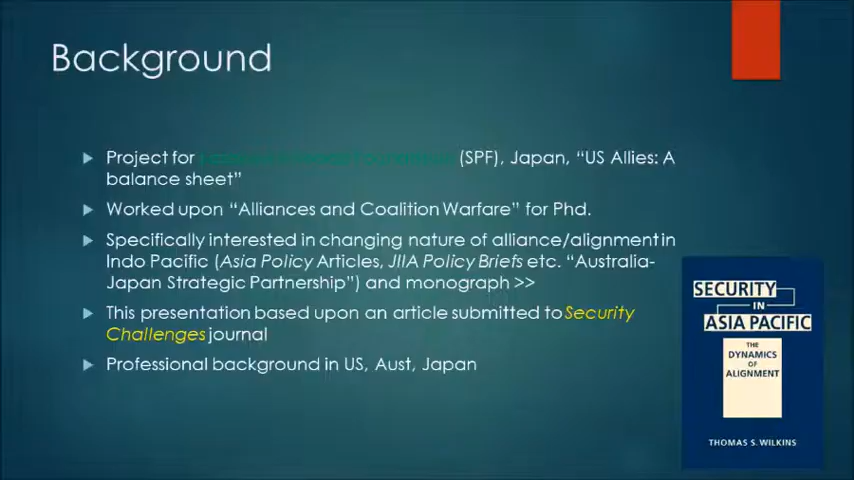 Background
Project for (SPF), Japan, "US Allies: A
balance sheet"
Worked upon "Alliances and Coalition Warfare" for Phd.
Specifically interested in changing nature of alliance/alignment in
Indo Pacific (Asia Policy Articles, JIIA Policy Briefs etc. "Australia-
Japan Strategic Partnership") and monograph >>
This presentation based upon an article submitted to Security
Challenges journal
Professional background in US, Aust, Japan
SECURITY
IN
ASIA PACIFIC
THE
DYNAMICS
OF
ALIGNMENT
THOMAS S. WILKINS